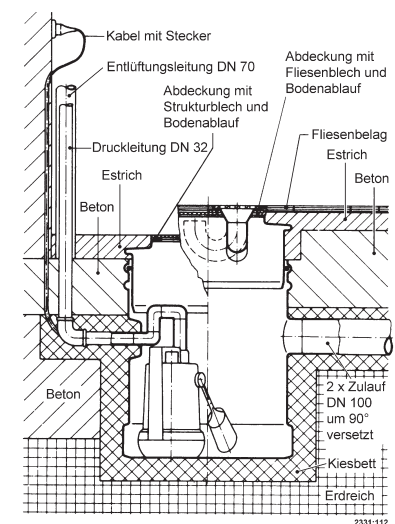 Kabel mit Stecker
Entlüftungsleitung DN 70
Abdeckung mit
Fliesenblech und
Bodenablauf
Abdeckung mit
Strukturblech und
Bodenablauf
Fliesenbelag
Druckleitung DN 32
Estrich
Estrich
Beton
Beton
Beton
2 x Zulauf
DN 100
um 90°
versetzt
Kiesbett
Erdreich
2331:112